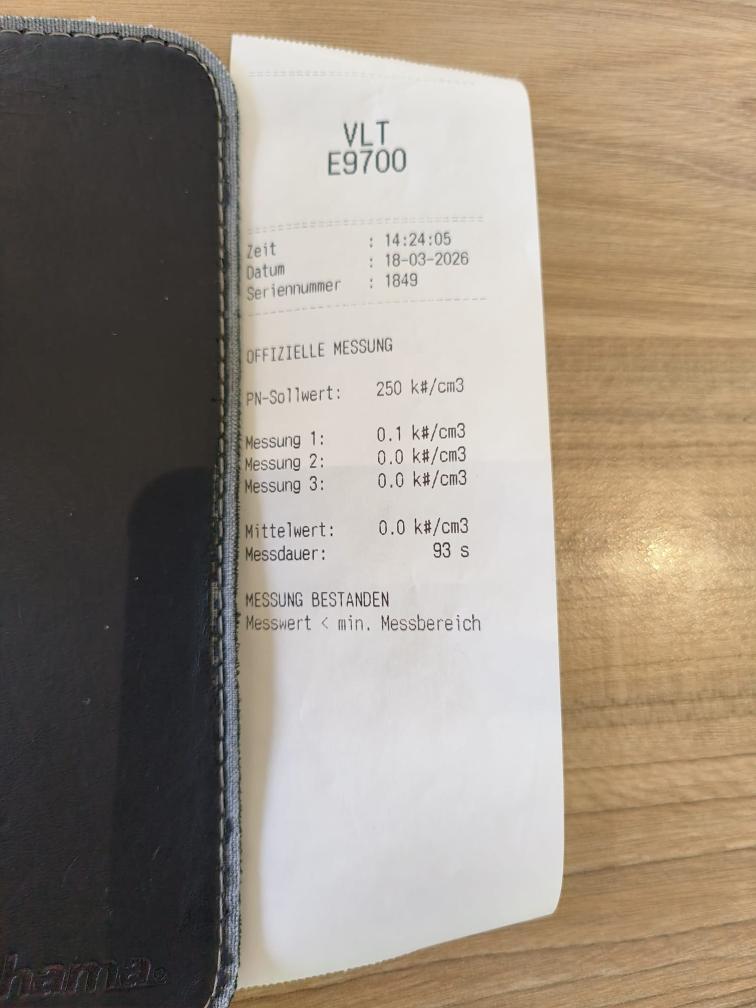 VLT
E9700
Zeit : 14:24:05
Datum : 18-03-2026
Seriennummer : 1849
OFFIZIELLE MESSUNG
PN-Sollwert: 250 k#/cm3
Messung 1: 0.1 k#/cm3
Messung 2: 0.0 k#/cm3
Messung 3: 0.0 k#/cm3
Mittelwert: 0.0 k#/cm3
Messdauer: 93 s
MESSUNG BESTANDEN
Messwert < min. Messbereich
hama